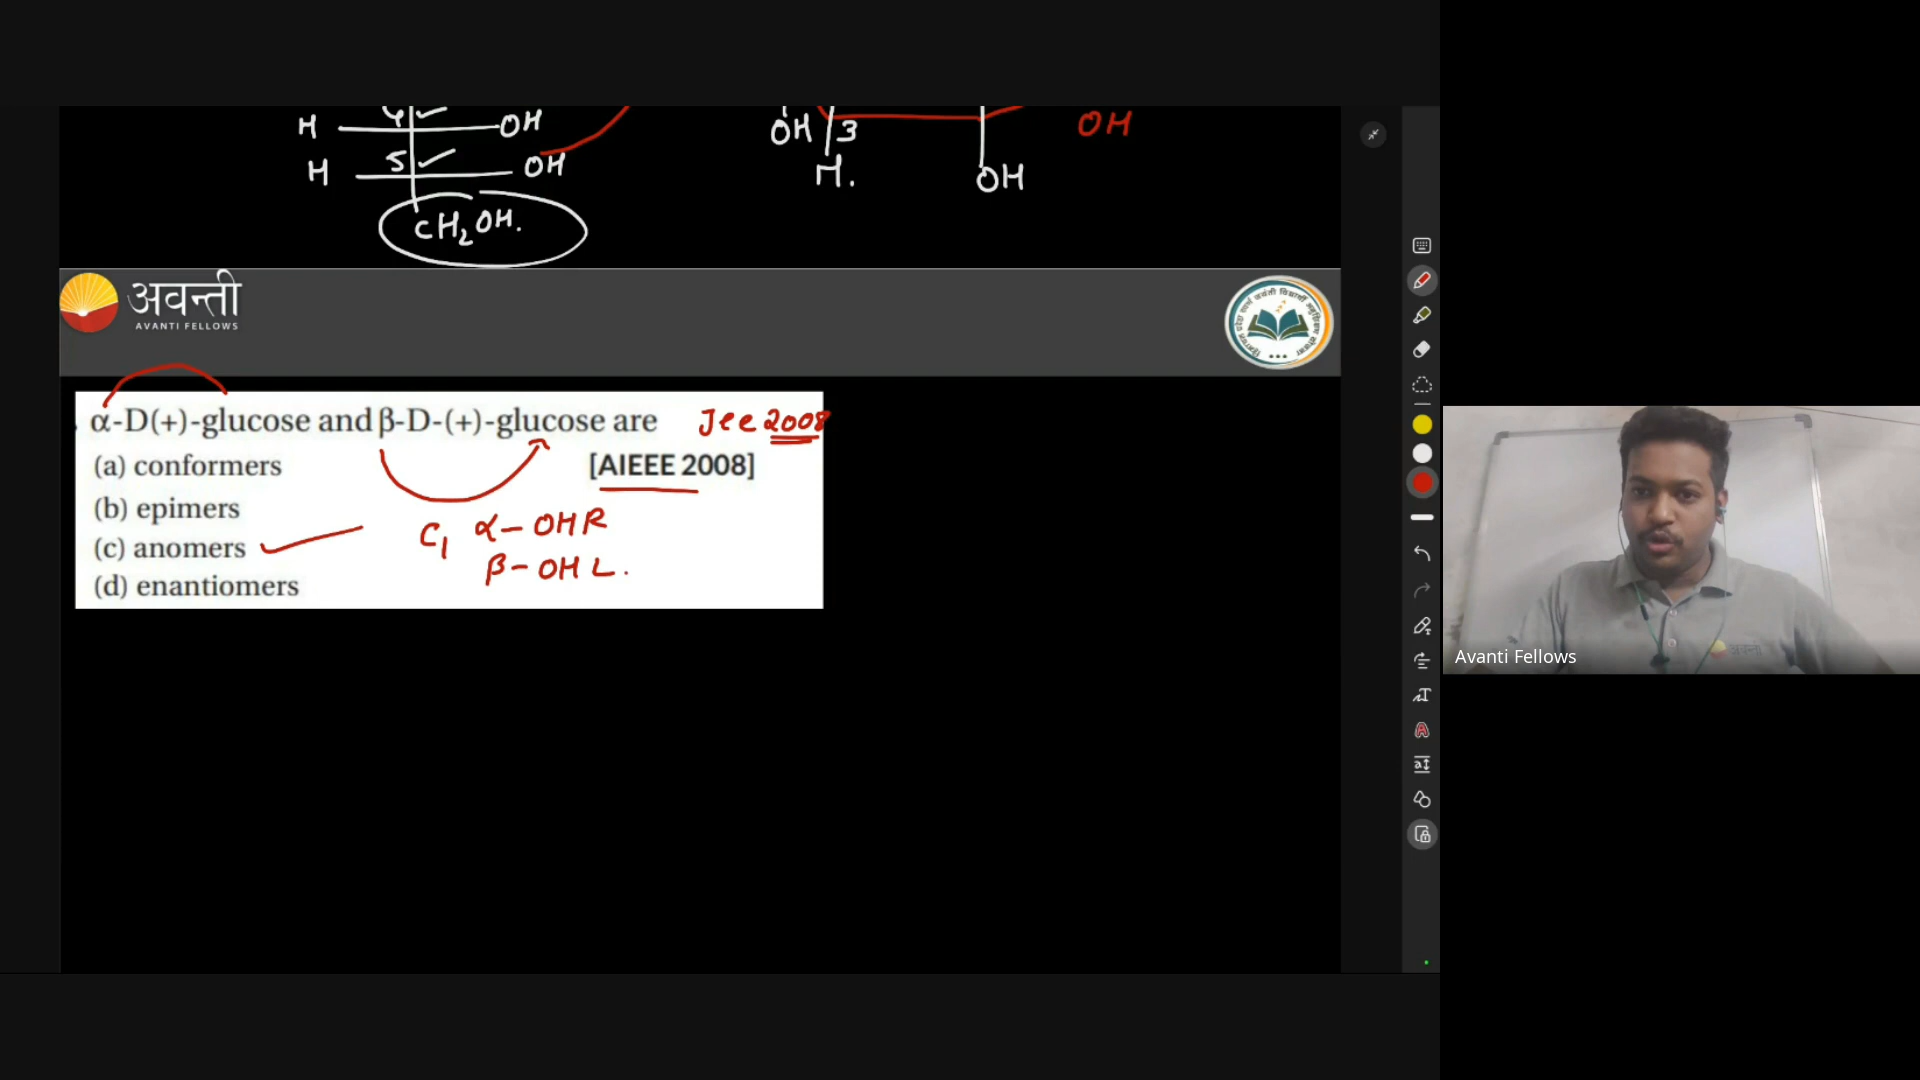 H OH
H 5 OH
CH2OH.
OH 3 OH
H. OH
अवन्ती
AVANTI FELLOWS
α-D(+)-glucose and β-D-(+)-glucose are Jee 2008
(a) conformers [AIEEE 2008]
(b) epimers
(c) anomers
(d) enantiomers
C1 α- OH R
β- OH L.
Avanti Fellows